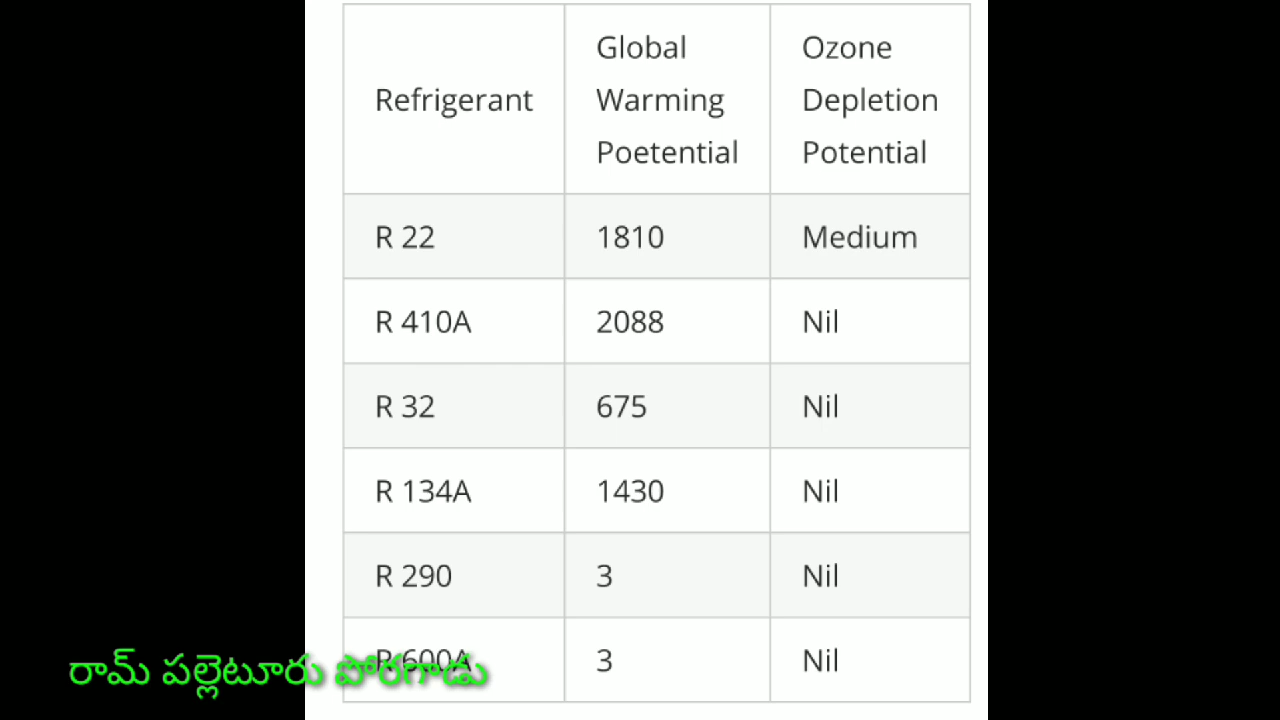 Refrigerant Global Warming Poetential Ozone Depletion Potential
R 22 1810 Medium
R 410A 2088 Nil
R 32 675 Nil
R 134A 1430 Nil
R 290 3 Nil
R 600A 3 Nil
రామ్ పల్లెటూరు పోరగాడు